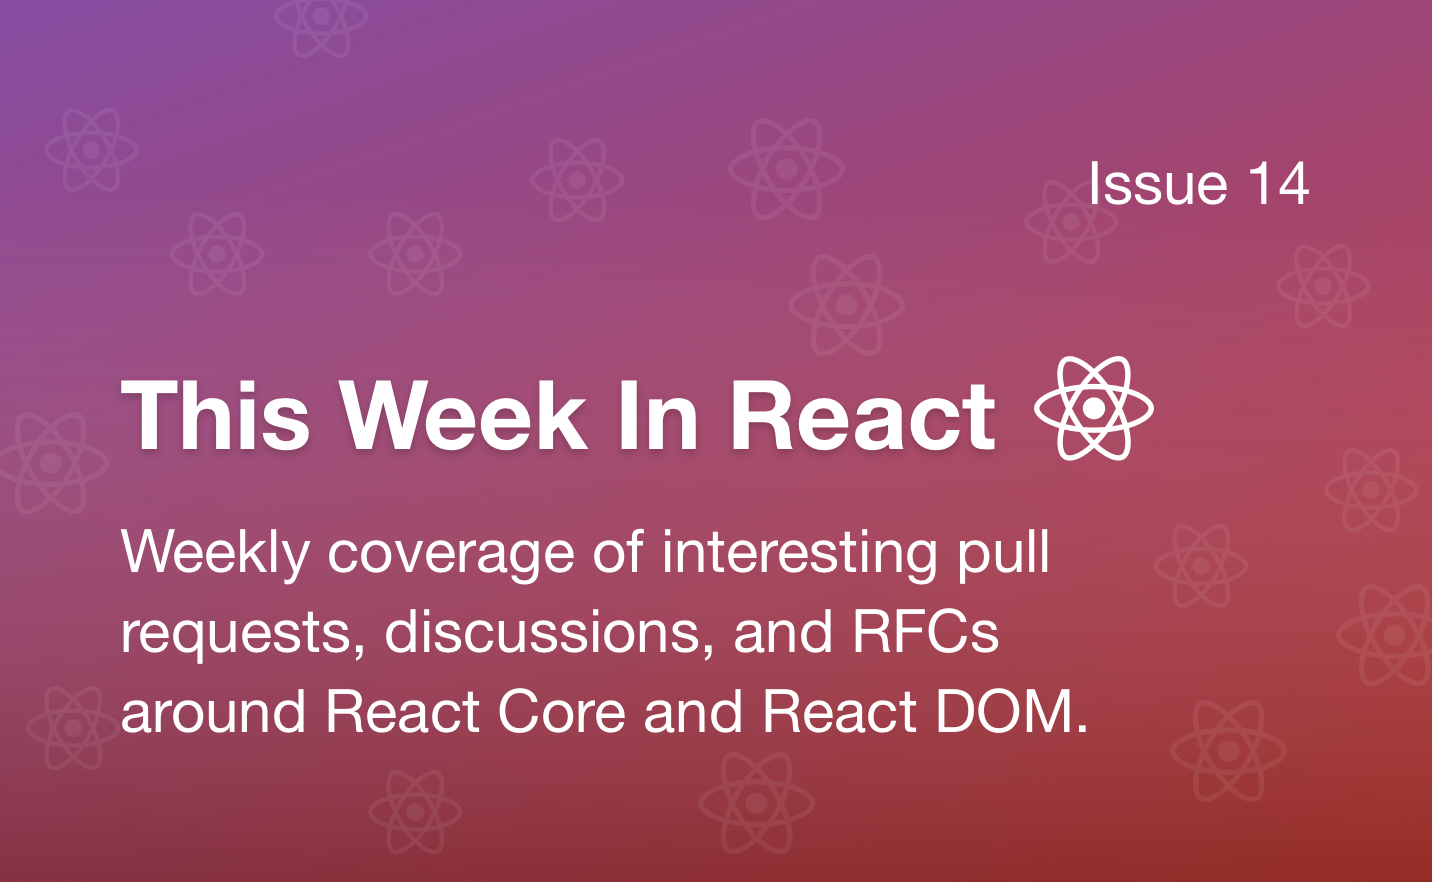 Issue 14
This Week In React
Weekly coverage of interesting pull
requests, discussions, and RFCs
around React Core and React DOM.